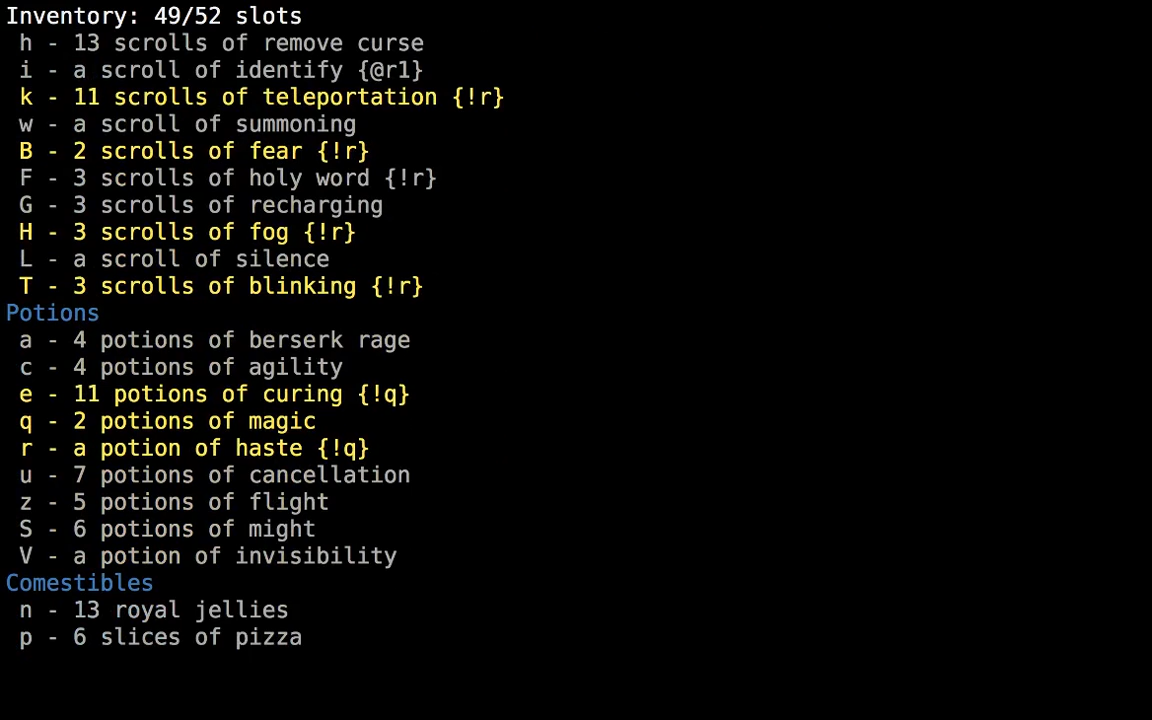 Inventory: 49/52 slots
h - 13 scrolls of remove curse
i - a scroll of identify {@r1}
k - 11 scrolls of teleportation {!r}
w - a scroll of summoning
B - 2 scrolls of fear {!r}
F - 3 scrolls of holy word {!r}
G - 3 scrolls of recharging
H - 3 scrolls of fog {!r}
L - a scroll of silence
T - 3 scrolls of blinking {!r}
Potions
a - 4 potions of berserk rage
c - 4 potions of agility
e - 11 potions of curing {!q}
q - 2 potions of magic
r - a potion of haste {!q}
u - 7 potions of cancellation
z - 5 potions of flight
S - 6 potions of might
V - a potion of invisibility
Comestibles
n - 13 royal jellies
p - 6 slices of pizza